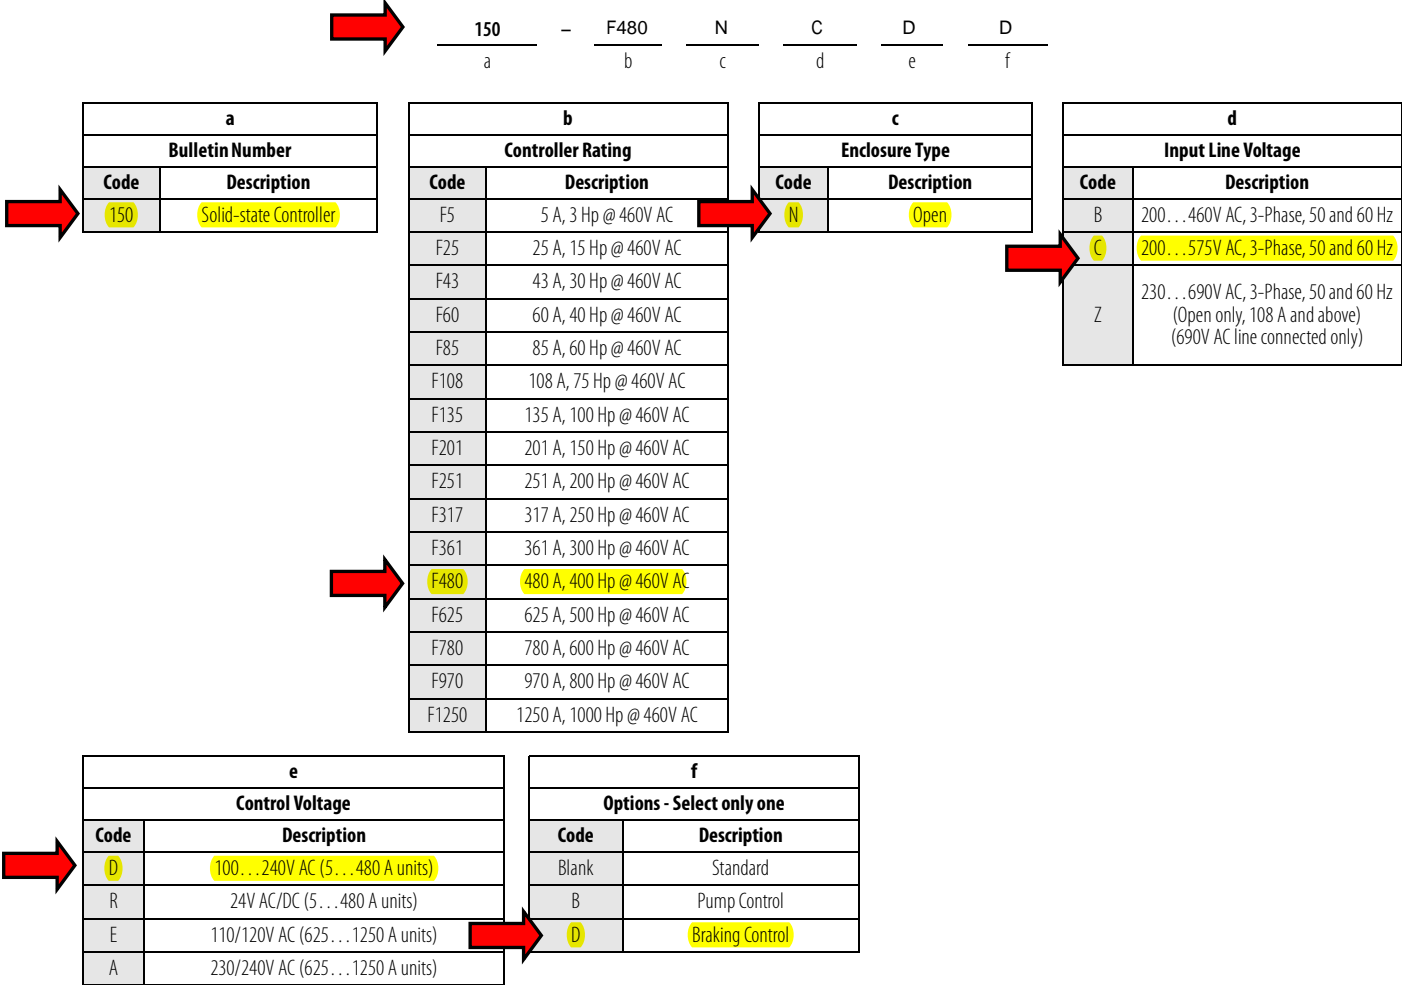 150 – F480 N C D D
a b c d e f
a
Bulletin Number
Code Description
150 Solid-state Controller
b
Controller Rating
Code Description
F5 5 A, 3 Hp @ 460V AC
F25 25 A, 15 Hp @ 460V AC
F43 43 A, 30 Hp @ 460V AC
F60 60 A, 40 Hp @ 460V AC
F85 85 A, 60 Hp @ 460V AC
F108 108 A, 75 Hp @ 460V AC
F135 135 A, 100 Hp @ 460V AC
F201 201 A, 150 Hp @ 460V AC
F251 251 A, 200 Hp @ 460V AC
F317 317 A, 250 Hp @ 460V AC
F361 361 A, 300 Hp @ 460V AC
F480 480 A, 400 Hp @ 460V AC
F625 625 A, 500 Hp @ 460V AC
F780 780 A, 600 Hp @ 460V AC
F970 970 A, 800 Hp @ 460V AC
F1250 1250 A, 1000 Hp @ 460V AC
c
Enclosure Type
Code Description
N Open
d
Input Line Voltage
Code Description
B 200...460V AC, 3-Phase, 50 and 60 Hz
C 200...575V AC, 3-Phase, 50 and 60 Hz
Z 230...690V AC, 3-Phase, 50 and 60 Hz
(Open only, 108 A and above)
(690V AC line connected only)
e
Control Voltage
Code Description
D 100...240V AC (5...480 A units)
R 24V AC/DC (5...480 A units)
E 110/120V AC (625...1250 A units)
A 230/240V AC (625...1250 A units)
f
Options - Select only one
Code Description
Blank Standard
B Pump Control
D Braking Control